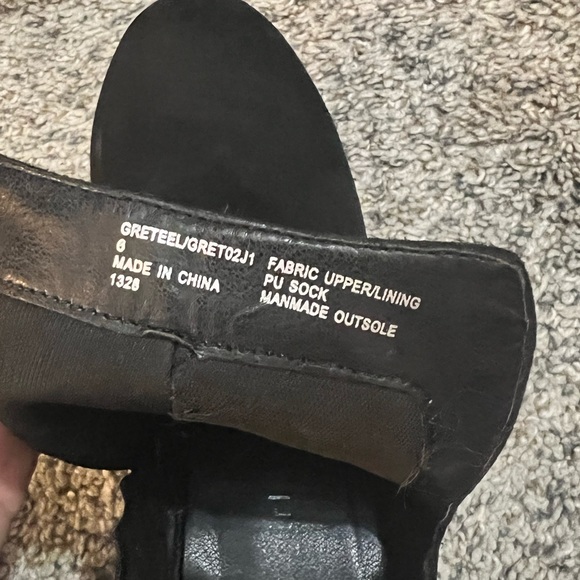 GRETEEL/GRET02J1
6
MADE IN CHINA
1328
FABRIC UPPER/LINING
PU SOCK
MANMADE OUTSOLE